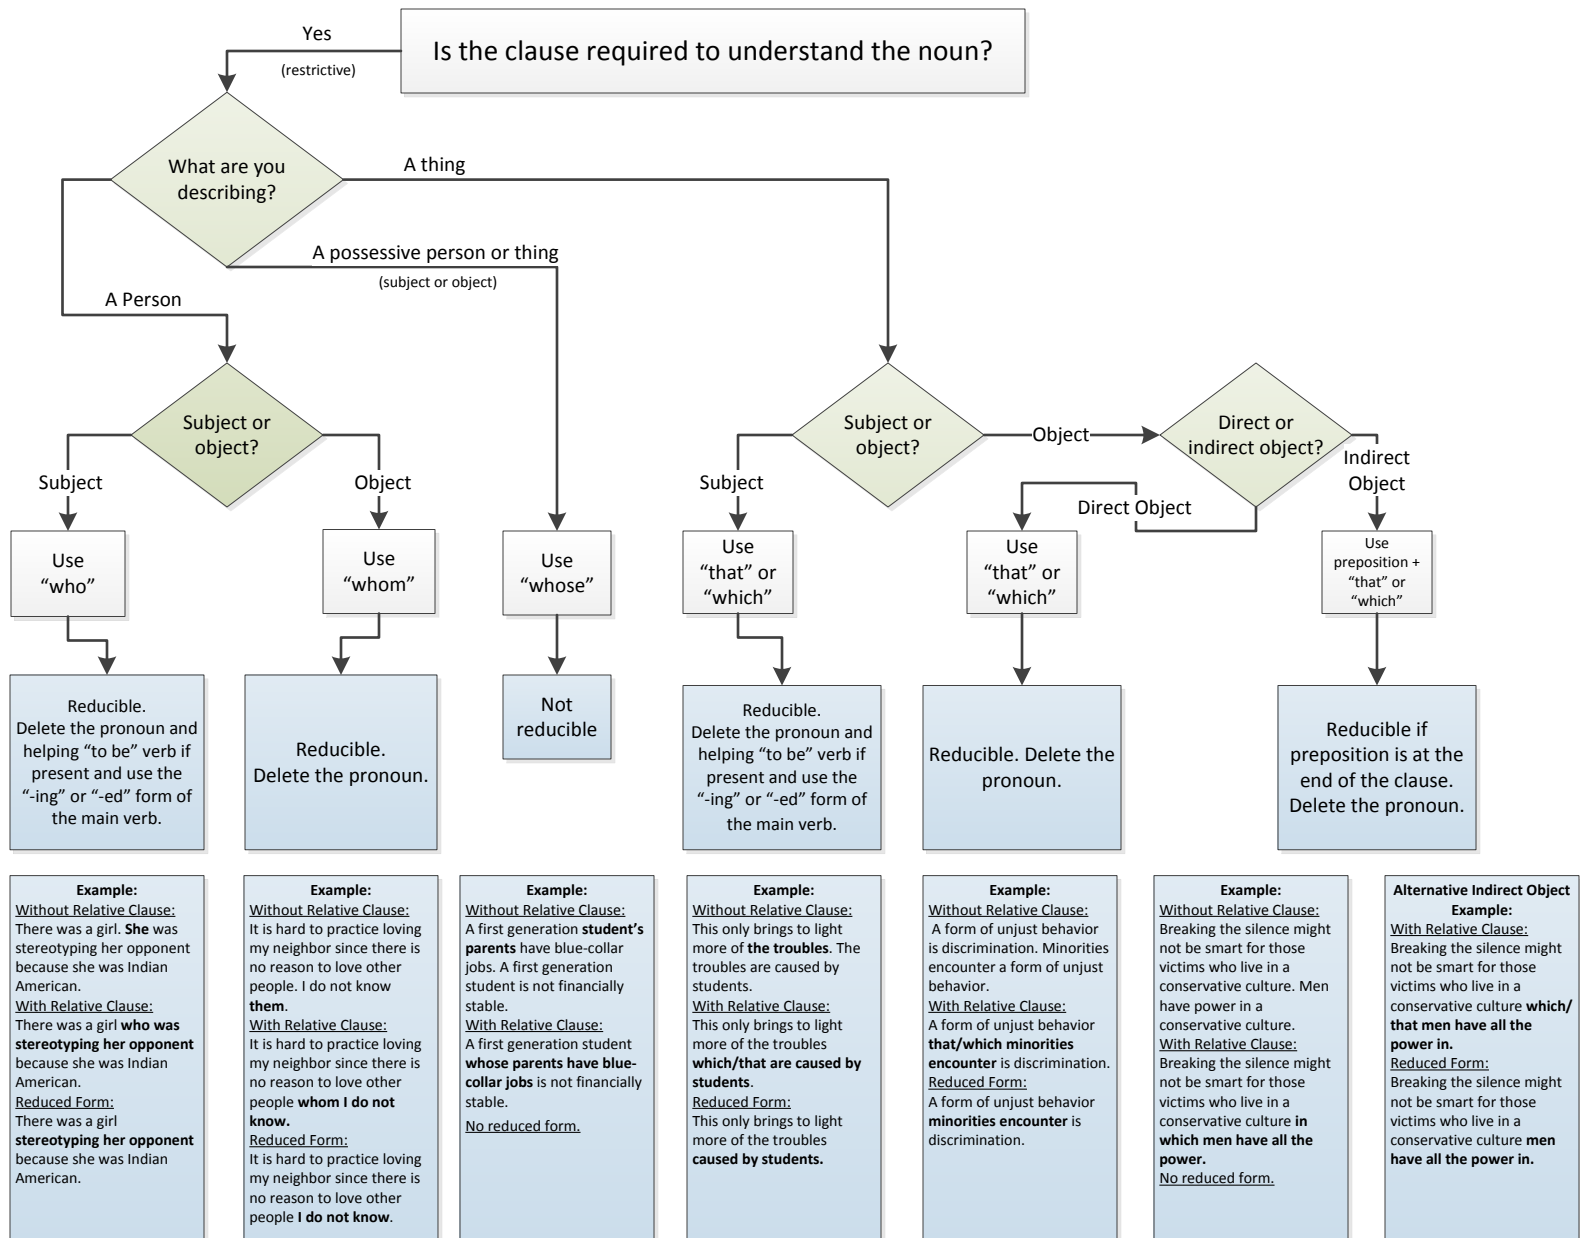 Is the clause required to understand the noun?
Yes
(restrictive)
What are you
describing?
A thing
A possessive person or thing
(subject or object)
A Person
Subject or
object?
Subject
Object
Subject or
object?
Subject
Object
Direct or
indirect object?
Direct Object
Indirect
Object
Use
“who”
Use
“whom”
Use
“whose”
Use
“that” or
“which”
Use
“that” or
“which”
Use
preposition +
“that” or
“which”
Reducible.
Delete the pronoun and
helping “to be” verb if
present and use the
“-ing” or “-ed” form of
the main verb.
Reducible.
Delete the pronoun.
Not
reducible
Reducible.
Delete the pronoun and
helping “to be” verb if
present and use the
“-ing” or “-ed” form of
the main verb.
Reducible. Delete the
pronoun.
Reducible if
preposition is at the
end of the clause.
Delete the pronoun.
Example:
Without Relative Clause:
There was a girl. She was
stereotyping her opponent
because she was Indian
American.
With Relative Clause:
There was a girl who was
stereotyping her opponent
because she was Indian
American.
Reduced Form:
There was a girl
stereotyping her opponent
because she was Indian
American.
Example:
Without Relative Clause:
It is hard to practice loving
my neighbor since there is
no reason to love other
people. I do not know
them.
With Relative Clause:
It is hard to practice loving
my neighbor since there is
no reason to love other
people whom I do not
know.
Reduced Form:
It is hard to practice loving
my neighbor since there is
no reason to love other
people I do not know.
Example:
Without Relative Clause:
A first generation student’s
parents have blue-collar
jobs. A first generation
student is not financially
stable.
With Relative Clause:
A first generation student
whose parents have blue-
collar jobs is not financially
stable.
No reduced form.
Example:
Without Relative Clause:
This only brings to light
more of the troubles. The
troubles are caused by
students.
With Relative Clause:
This only brings to light
more of the troubles
which/that are caused by
students.
Reduced Form:
This only brings to light
more of the troubles
caused by students.
Example:
Without Relative Clause:
A form of unjust behavior
is discrimination. Minorities
encounter a form of unjust
behavior.
With Relative Clause:
A form of unjust behavior
that/which minorities
encounter is discrimination.
Reduced Form:
A form of unjust behavior
minorities encounter is
discrimination.
Example:
Without Relative Clause:
Breaking the silence might
not be smart for those
victims who live in a
conservative culture. Men
have power in a
conservative culture.
With Relative Clause:
Breaking the silence might
not be smart for those
victims who live in a
conservative culture in
which men have all the
power.
No reduced form.
Alternative Indirect Object
Example:
With Relative Clause:
Breaking the silence might
not be smart for those
victims who live in a
conservative culture which/
that men have all the
power in.
Reduced Form:
Breaking the silence might
not be smart for those
victims who live in a
conservative culture men
have all the power in.